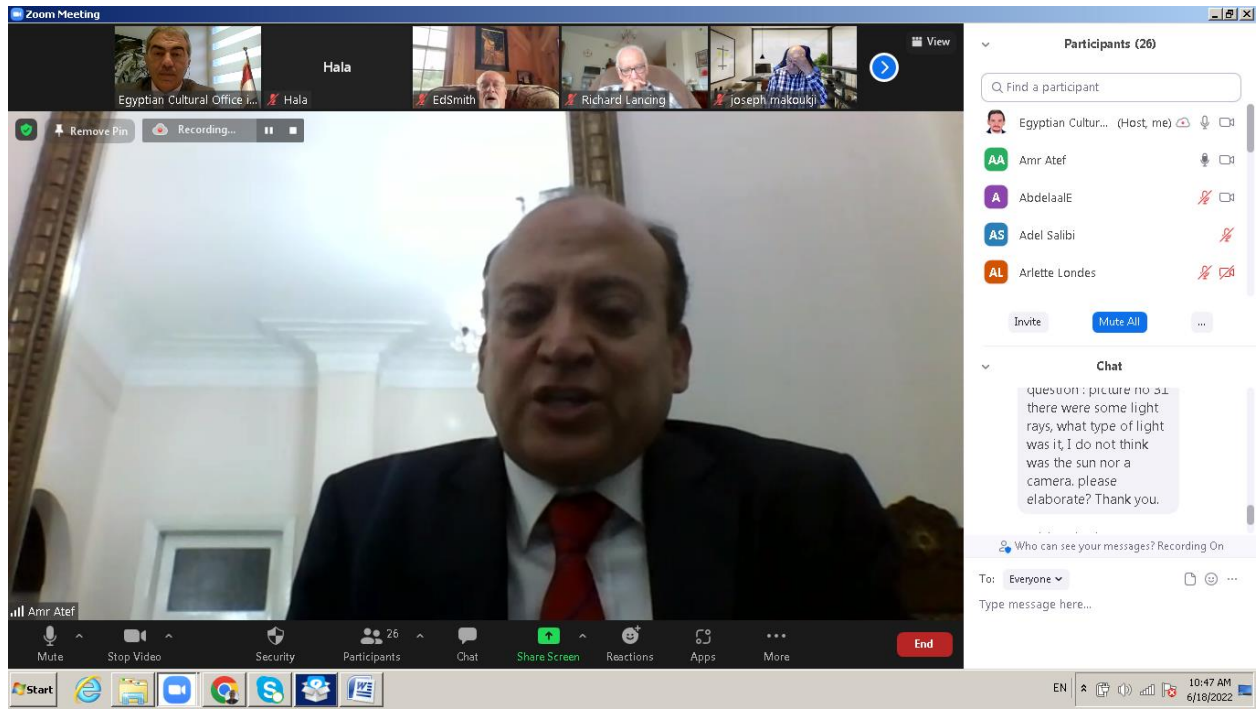 Zoom Meeting
Egyptian Cultural Office i...
Hala
Hala
EdSmith
Richard Lancing
joseph makoukji
View
Remove Pin
Recording...
Amr Atef
Participants (26)
Find a participant
Egyptian Cultur... (Host, me)
AA Amr Atef
A AbdelaalE
AS Adel Salibi
AL Arlette Londes
Invite
Mute All
...
Chat
question : picture no 31
there were some light
rays, what type of light
was it, I do not think
was the sun nor a
camera. please
elaborate? Thank you.
Who can see your messages? Recording On
To: Everyone
Type message here...
Mute
Stop Video
Security
Participants
26
Chat
Share Screen
Reactions
Apps
More
End
Start
EN
10:47 AM
6/18/2022